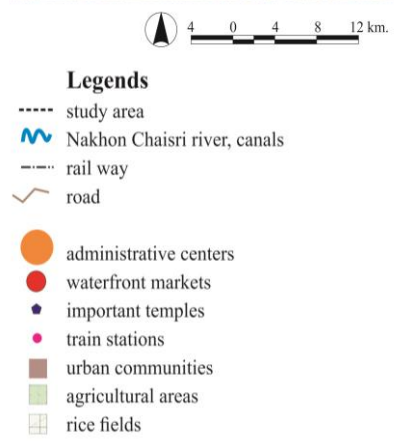 4 0 4 8 12 km.
Legends
study area
Nakhon Chaisri river, canals
rail way
road
administrative centers
waterfront markets
important temples
train stations
urban communities
agricultural areas
rice fields